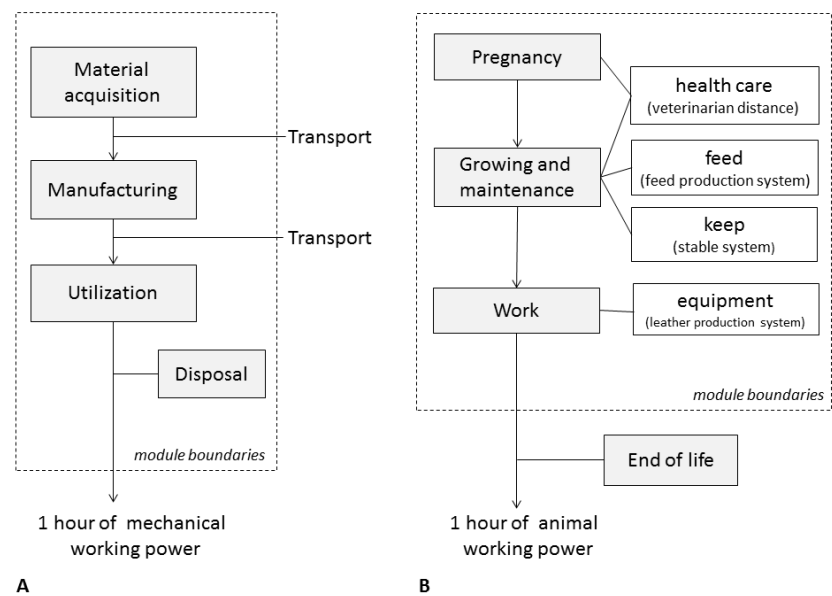 Material
acquisition
Transport
Manufacturing
Transport
Utilization
Disposal
module boundaries
1 hour of mechanical
working power
A
Pregnancy
health care
(veterinarian distance)
Growing and
maintenance
feed
(feed production system)
keep
(stable system)
Work
equipment
(leather production system)
module boundaries
End of life
1 hour of animal
working power
B